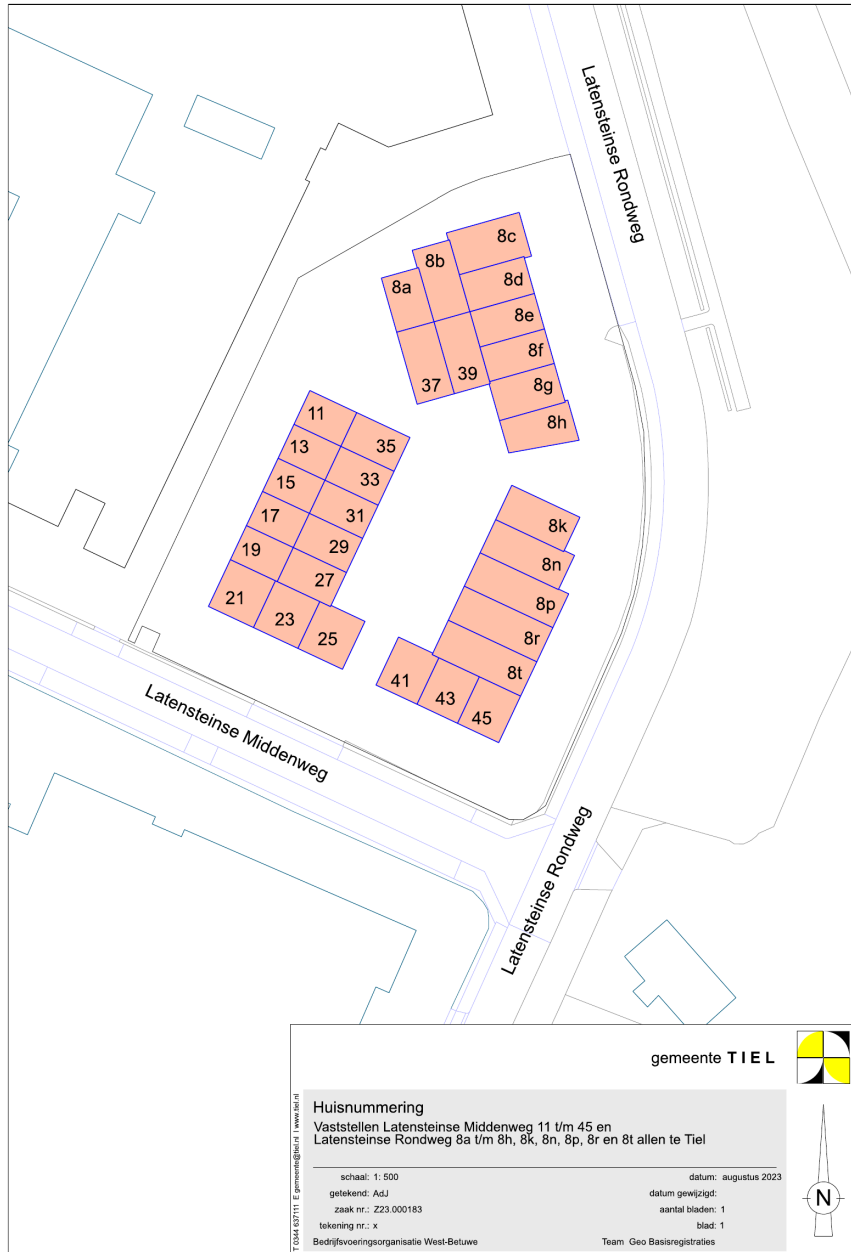 Latensteinse Rondweg
8c
8b
8a
8d
8e
8f
39
37
8g
8h
11
35
13
33
15
31
17
29
19
27
21
23
25
8k
8n
8p
8r
8t
41
43
45
Latensteinse Middenweg
Latensteinse Rondweg
gemeente TIEL
T 0344 637111 E gemeente@tiel.nl I www.tiel.nl
Huisnummering
Vaststellen Latensteinse Middenweg 11 t/m 45 en
Latensteinse Rondweg 8a t/m 8h, 8k, 8n, 8p, 8r en 8t allen te Tiel
schaal: 1: 500
datum: augustus 2023
getekend: AdJ
datum gewijzigd:
zaak nr.: Z23.000183
aantal bladen: 1
tekening nr.: x
blad: 1
Bedrijfsvoeringsorganisatie West-Betuwe
Team Geo Basisregistraties
N